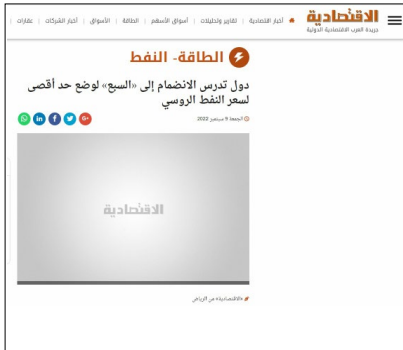 الاقتصادية
جريدة العرب الاقتصادية الدولية
أخبار اقتصادية | تقارير وتحليلات | أسواق الأسهم | الطاقة | الأسواق | أخبار الشركات | عقارات
الطاقة- النفط
دول تدرس الانضمام إلى «السبع» لوضع حد أقصى
لسعر النفط الروسي
الجمعة 9 سبتمبر 2022
الاقتصادية
«الاقتصادية» من الرياض